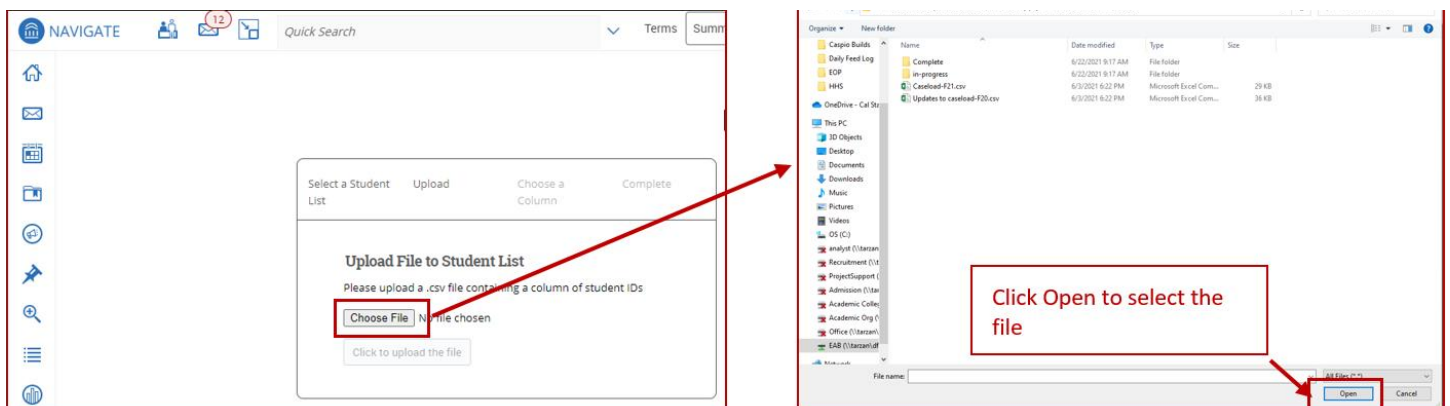 NAVIGATE
12
Quick Search
Terms
Summ
Select a Student List
Upload
Choose a Column
Complete
Upload File to Student List
Please upload a .csv file containing a column of student IDs
Choose File No file chosen
Click to upload the file
Organize New folder
Caspio Builds
Daily Feed Log
EOP
HHS
OneDrive - Cal Sta
This PC
3D Objects
Desktop
Documents
Downloads
Music
Pictures
Videos
OS (C:)
analyst (\\tarzan
Recruitment (\\t
ProjectSupport (
Admission (\\tar
Academic Colle
Academic Org (\
Office (\\tarzan\
EAB (\\tarzan\df
Network
Name Date modified Type Size
Complete 6/22/2021 9:17 AM File folder
in-progress 6/22/2021 9:17 AM File folder
Caseload-F21.csv 6/3/2021 6:22 PM Microsoft Excel Com... 29 KB
Updates to caseload-F20.csv 6/3/2021 6:22 PM Microsoft Excel Com... 36 KB
Click Open to select the
file
File name:
All Files (*.*)
Open Cancel